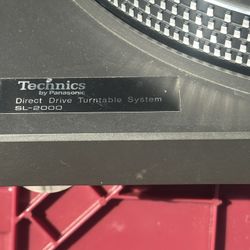 Technics
by Panasonic
Direct Drive Turntable System
SL-2000